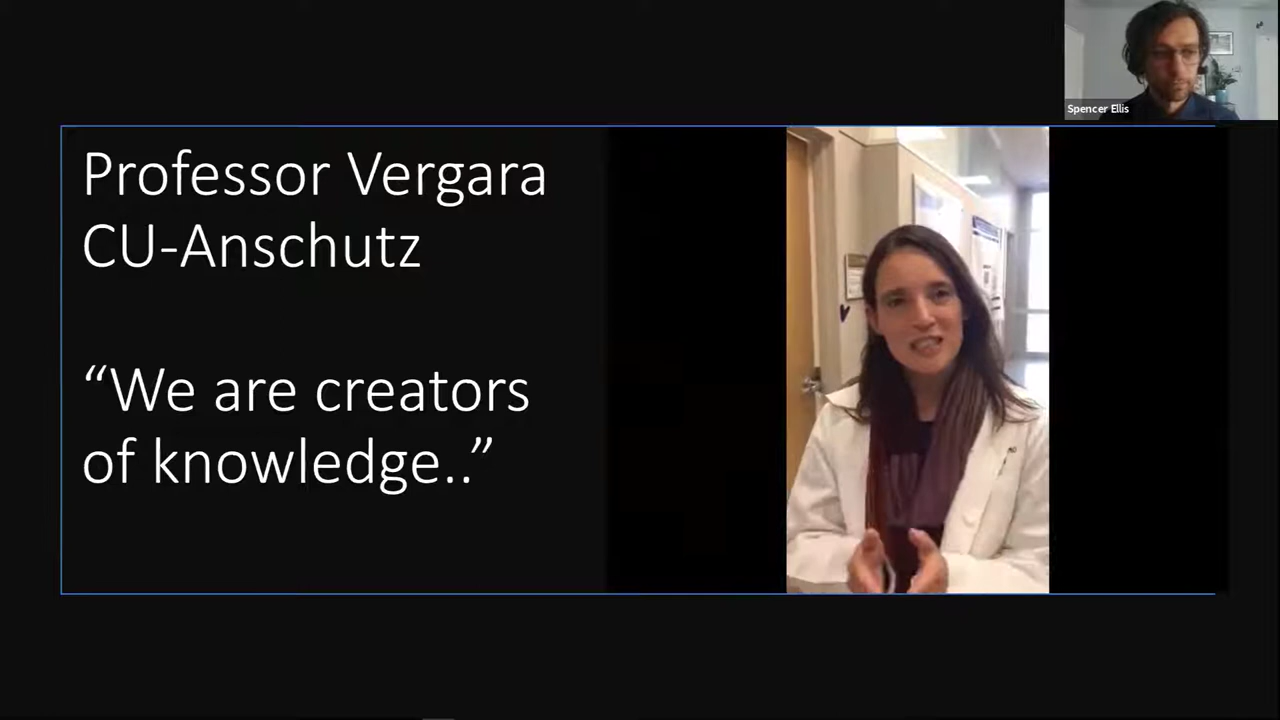 Spencer Ellis
Professor Vergara
CU-Anschutz
“We are creators
of knowledge..”